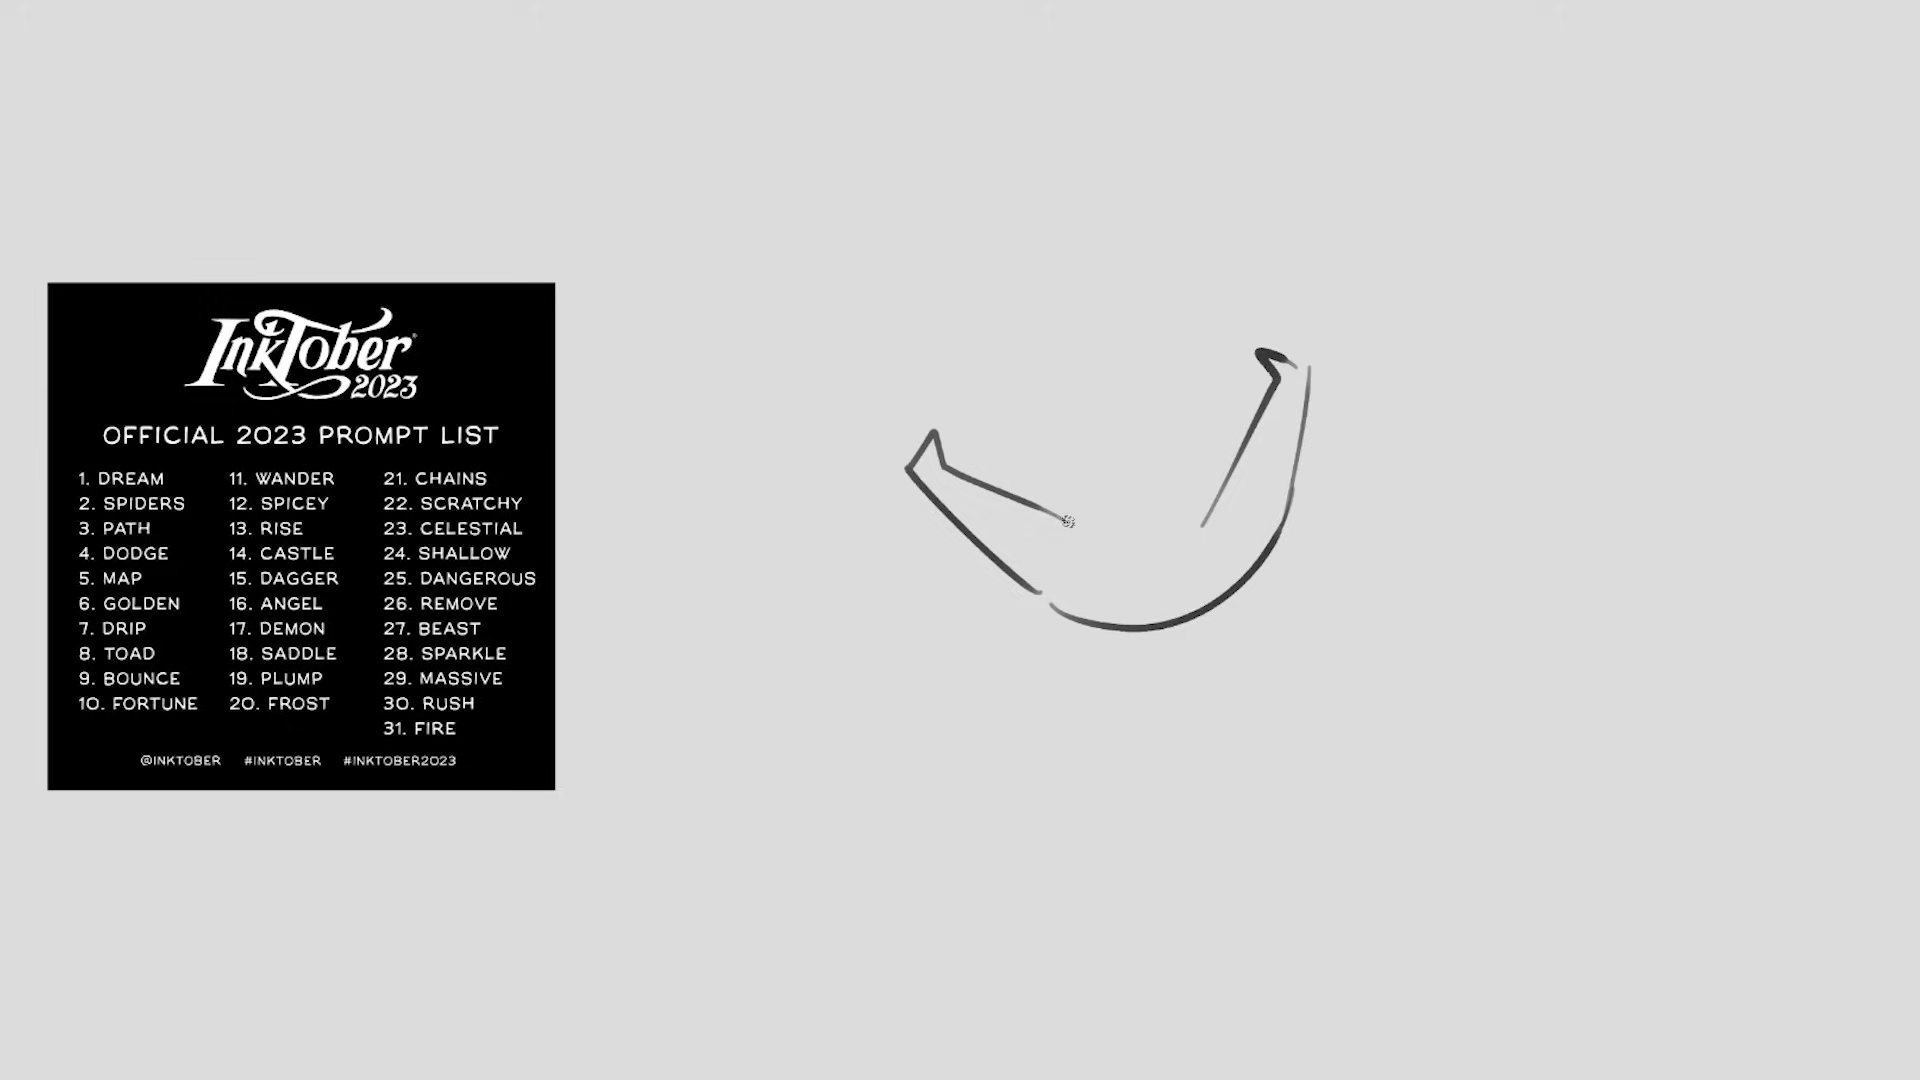 InkTober
2023
OFFICIAL 2023 PROMPT LIST
1. DREAM
2. SPIDERS
3. PATH
4. DODGE
5. MAP
6. GOLDEN
7. DRIP
8. TOAD
9. BOUNCE
10. FORTUNE
11. WANDER
12. SPICEY
13. RISE
14. CASTLE
15. DAGGER
16. ANGEL
17. DEMON
18. SADDLE
19. PLUMP
20. FROST
21. CHAINS
22. SCRATCHY
23. CELESTIAL
24. SHALLOW
25. DANGEROUS
26. REMOVE
27. BEAST
28. SPARKLE
29. MASSIVE
30. RUSH
31. FIRE
@INKTOBER #INKTOBER #INKTOBER2023